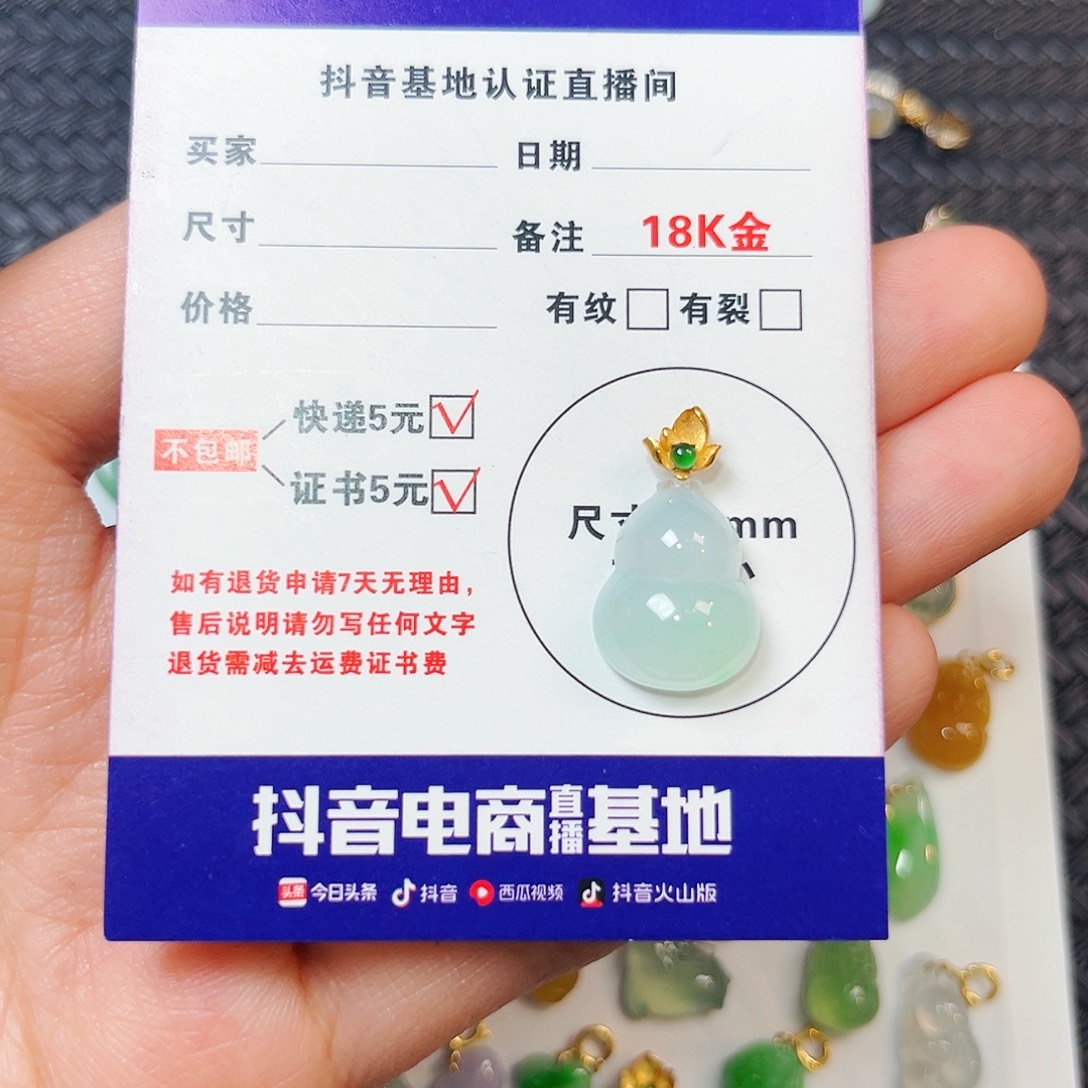 抖音基地认证直播间
买家 日期
尺寸 备注 18K金
价格 有纹 有裂
不包邮
快递5元
证书5元
尺 mm
如有退货申请7天无理由，
售后说明请勿写任何文字
退货需减去运费证书费
抖音电商直播基地
头条 今日头条 抖音 西瓜视频 抖音火山版